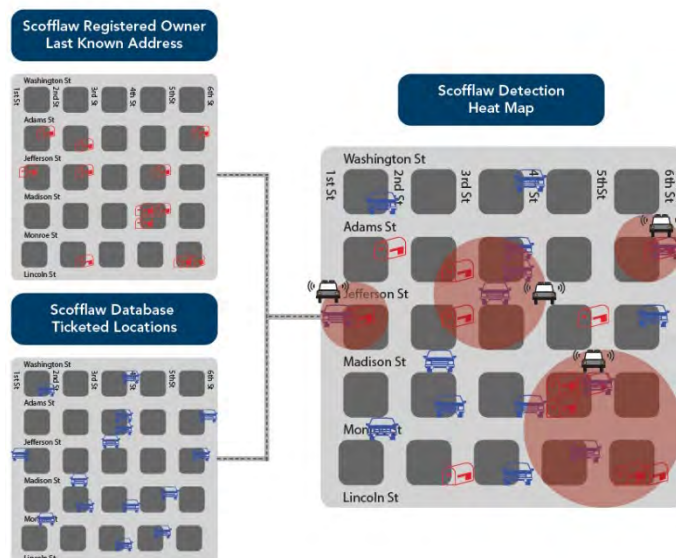 Scofflaw Registered Owner
Last Known Address
Washington St
1st St
2nd St
3rd St
4th St
5th St
6th St
Adams St
Jefferson St
Madison St
Monroe St
Lincoln St
Scofflaw Database
Ticketed Locations
Washington St
1st St
2nd St
3rd St
4th St
5th St
6th St
Adams St
Jefferson St
Madison St
Monroe St
Lincoln St
Scofflaw Detection
Heat Map
Washington St
1st St
2nd St
3rd St
4 St
5th St
6th St
Adams St
Jefferson St
Madison St
Monroe St
Lincoln St